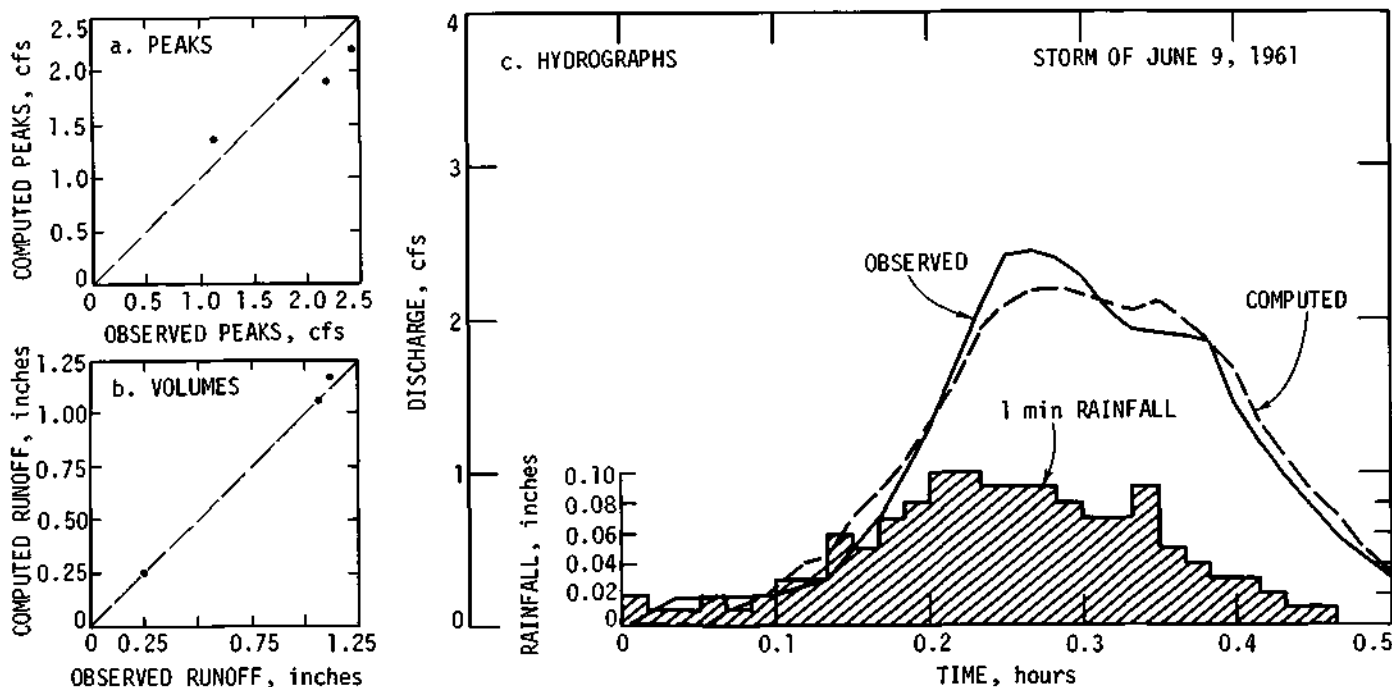 a. PEAKS
COMPUTED PEAKS, cfs
2.5
2.0
1.5
1.0
0.5
0
0 0.5 1.0 1.5 2.0 2.5
OBSERVED PEAKS, cfs
b. VOLUMES
COMPUTED RUNOFF, inches
1.25
1.00
0.75
0.50
0.25
0
0 0.25 0.75 1.00 1.25
OBSERVED RUNOFF, inches
c. HYDROGRAPHS
STORM OF JUNE 9, 1961
DISCHARGE, cfs
4
3
2
1
0
OBSERVED
COMPUTED
1 min RAINFALL
RAINFALL, inches
0.10
0.08
0.06
0.04
0.02
0
0 0.1 0.2 0.3 0.4 0.5
TIME, hours